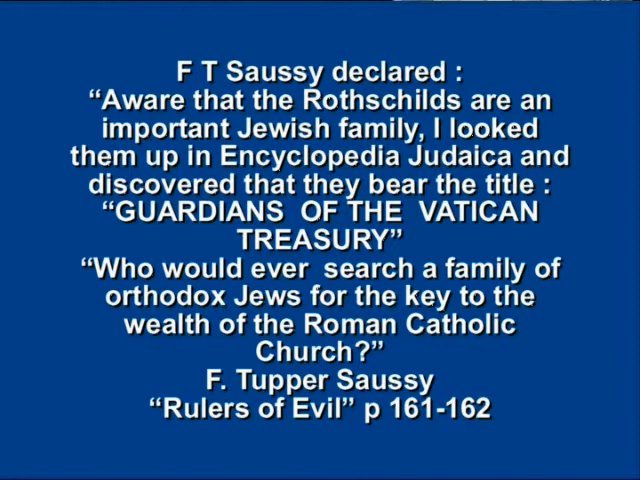 F T Saussy declared :
“Aware that the Rothschilds are an
important Jewish family, I looked
them up in Encyclopedia Judaica and
discovered that they bear the title :
“GUARDIANS OF THE VATICAN
TREASURY”
“Who would ever search a family of
orthodox Jews for the key to the
wealth of the Roman Catholic
Church?”
F. Tupper Saussy
“Rulers of Evil” p 161-162